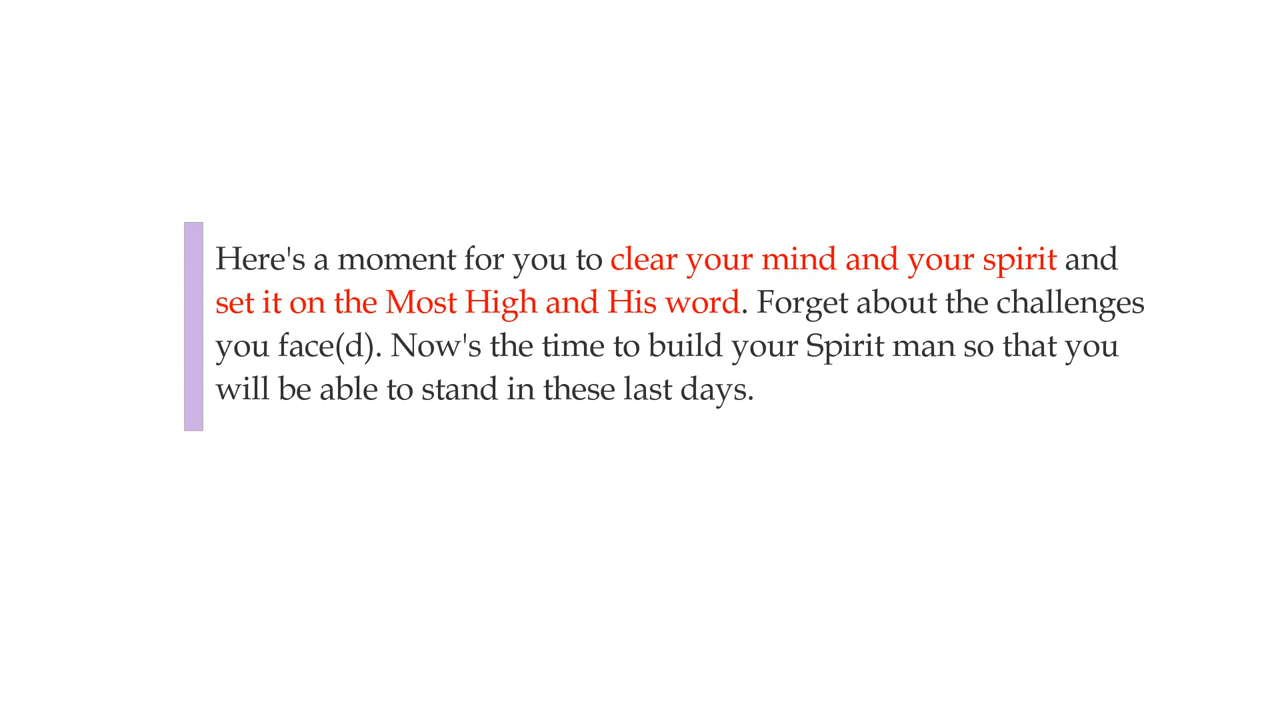 Here's a moment for you to clear your mind and your spirit and
set it on the Most High and His word. Forget about the challenges
you face(d). Now's the time to build your Spirit man so that you
will be able to stand in these last days.